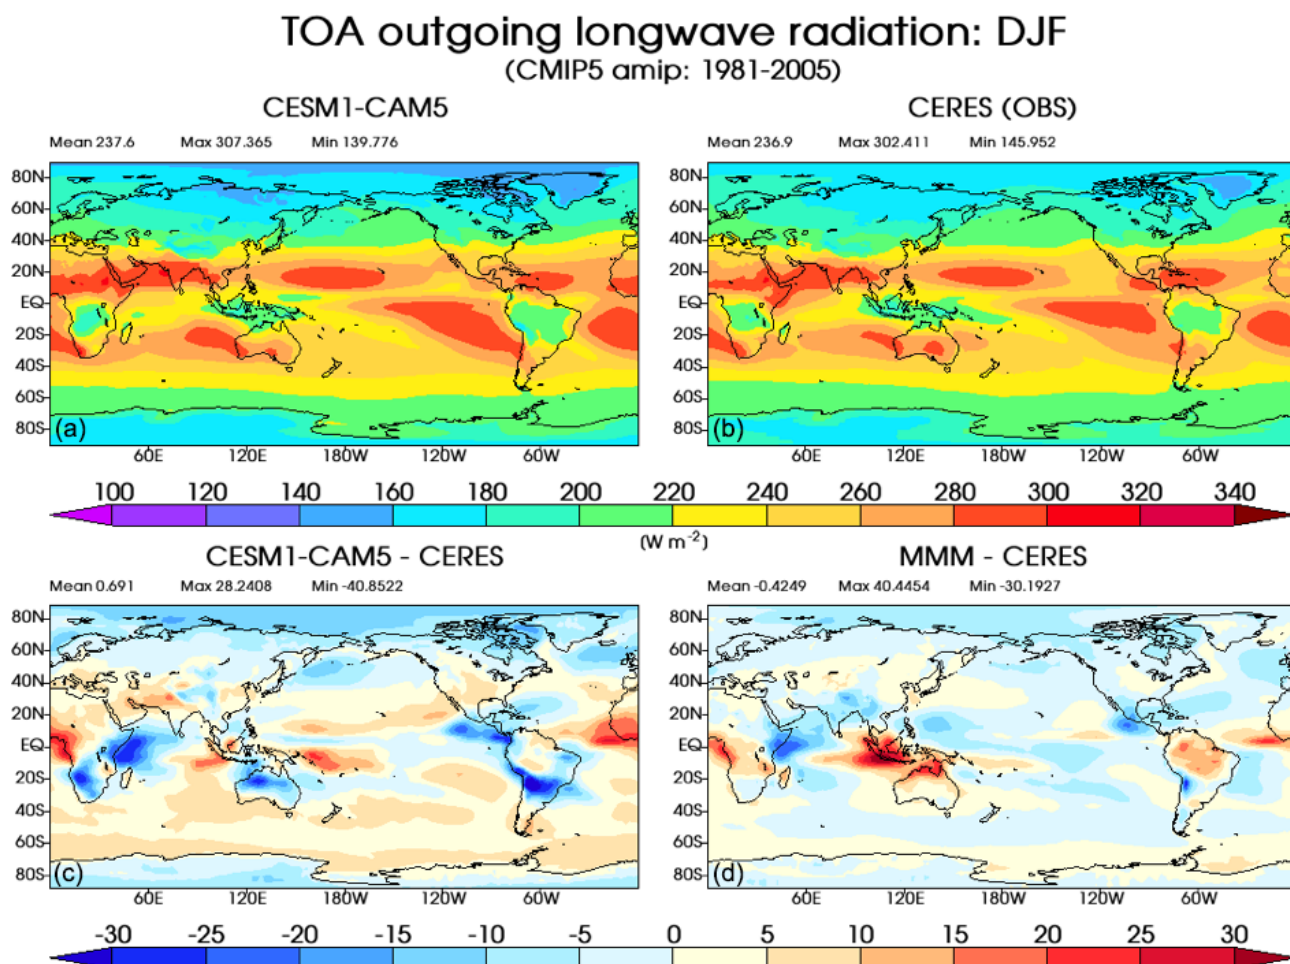 TOA outgoing longwave radiation: DJF
(CMIP5 amip: 1981-2005)
CESM1-CAM5 CERES (OBS)
Mean 237.6 Max 307.365 Min 139.776 Mean 236.9 Max 302.411 Min 145.952
80N 80N
60N 60N
40N 40N
20N 20N
EQ EQ
20S 20S
40S 40S
60S 60S
80S (a) 80S (b)
60E 120E 180W 120W 60W 60E 120E 180W 120W 60W
100 120 140 160 180 200 220 240 260 280 300 320 340
(W m⁻²)
CESM1-CAM5 - CERES MMM - CERES
Mean 0.691 Max 28.2408 Min -40.8522 Mean -0.4249 Max 40.4454 Min -30.1927
80N 80N
60N 60N
40N 40N
20N 20N
EQ EQ
20S 20S
40S 40S
60S 60S
80S (c) 80S (d)
60E 120E 180W 120W 60W 60E 120E 180W 120W 60W
-30 -25 -20 -15 -10 -5 0 5 10 15 20 25 30